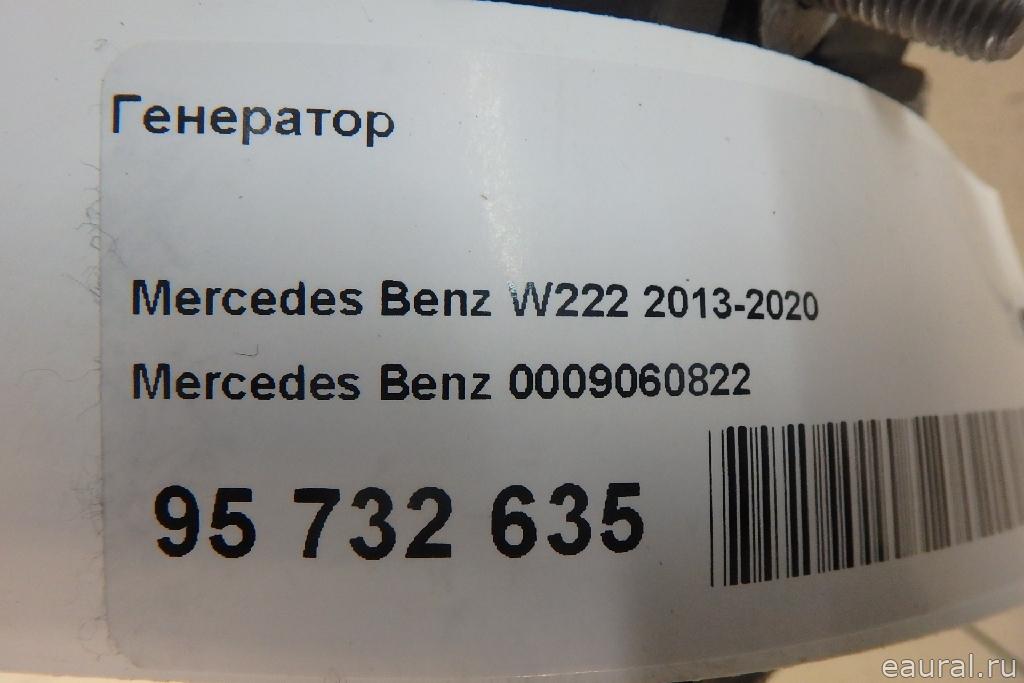 Генератор
Mercedes Benz W222 2013-2020
Mercedes Benz 0009060822
95 732 635
eaural.ru